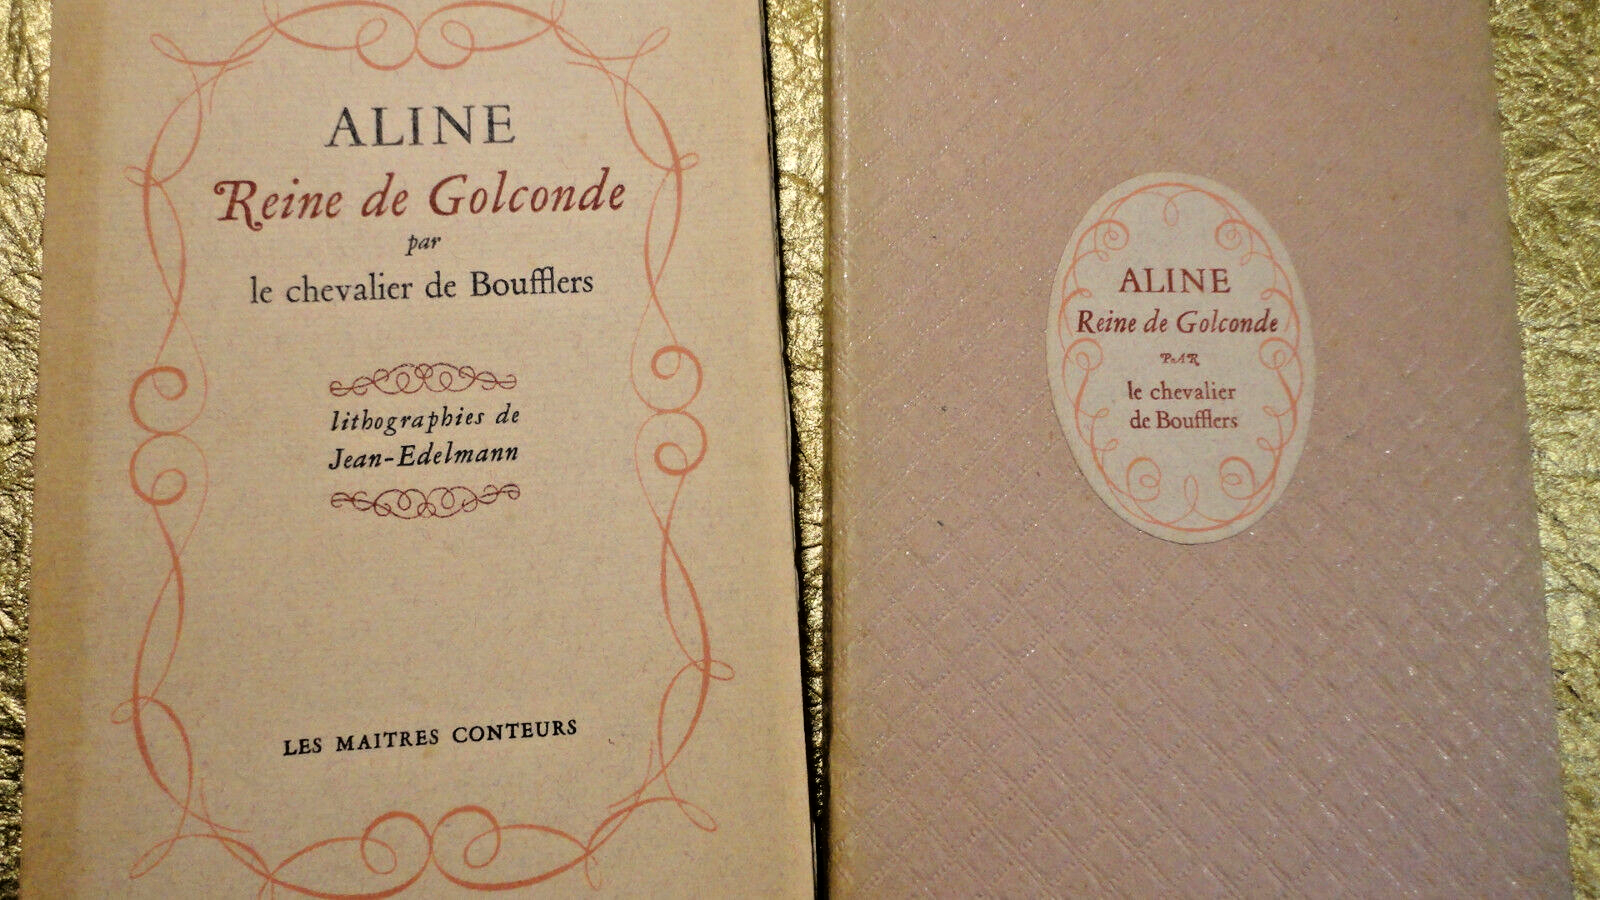 ALINE
Reine de Golconde
par
le chevalier de Boufflers
lithographies de
Jean-Edelmann
LES MAITRES CONTEURS
ALINE
Reine de Golconde
PAR
le chevalier
de Boufflers